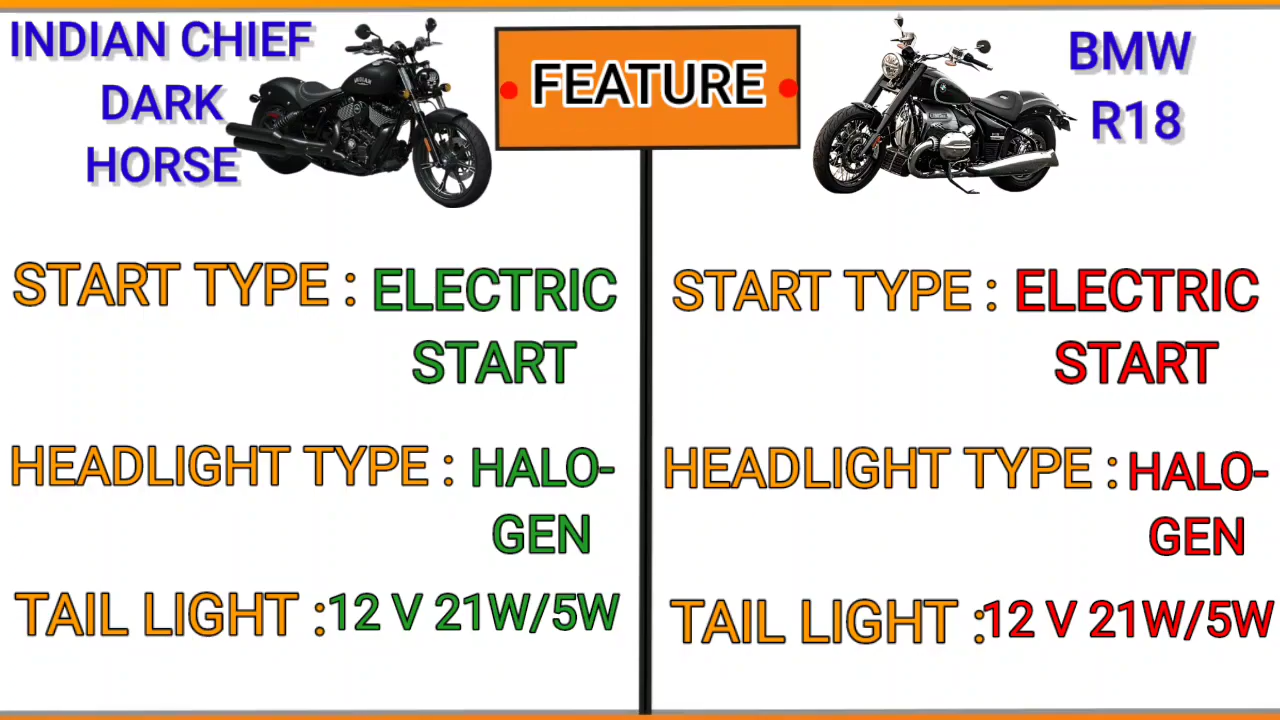 INDIAN CHIEF
DARK
HORSE
FEATURE
BMW
R18
START TYPE : ELECTRIC
START
HEADLIGHT TYPE : HALO-
GEN
TAIL LIGHT :12 V 21W/5W
START TYPE : ELECTRIC
START
HEADLIGHT TYPE : HALO-
GEN
TAIL LIGHT :12 V 21W/5W